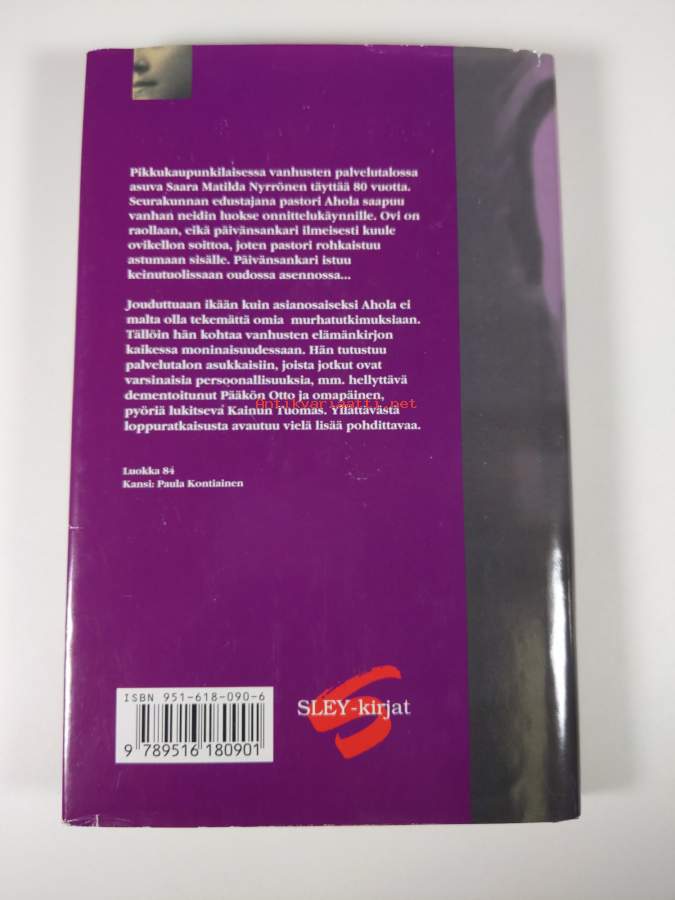 Pikkukaupunkilaisessa vanhusten palvelutalossa
asuva Saara Matilda Nyrrönen täyttää 80 vuotta.
Seurakunnan edustajana pastori Ahola saapuu
vanhan neidin luokse onnittelukäynnille. Ovi on
raollaan, eikä päivänsankari ilmeisesti kuule
ovikellon soittoa, joten pastori rohkaistuu
astumaan sisälle. Päivänsankari istuu
keinutuolissaan oudossa asennossa...
Jouduttuaan ikään kuin asianosaiseksi Ahola ei
malta olla tekemättä omia murhatutkimuksiaan.
Tällöin hän kohtaa vanhusten elämänkirjon
kaikessa moninaisuudessaan. Hän tutustuu
palvelutalon asukkaisiin, joista jotkut ovat
varsinaisia persoonallisuuksia, mm. hellyttävä
dementoitunut Pääkön Otto ja omapäinen,
Antikvariaatti.net
pyöriä lukitseva Kainun Tuomas. Yllättävästä
loppuratkaisusta avautuu vielä lisää pohdittavaa.
Luokka 84
Kansi: Paula Kontiainen
ISBN 951-618-090-6
9 789516 180901
SLEY-kirjat